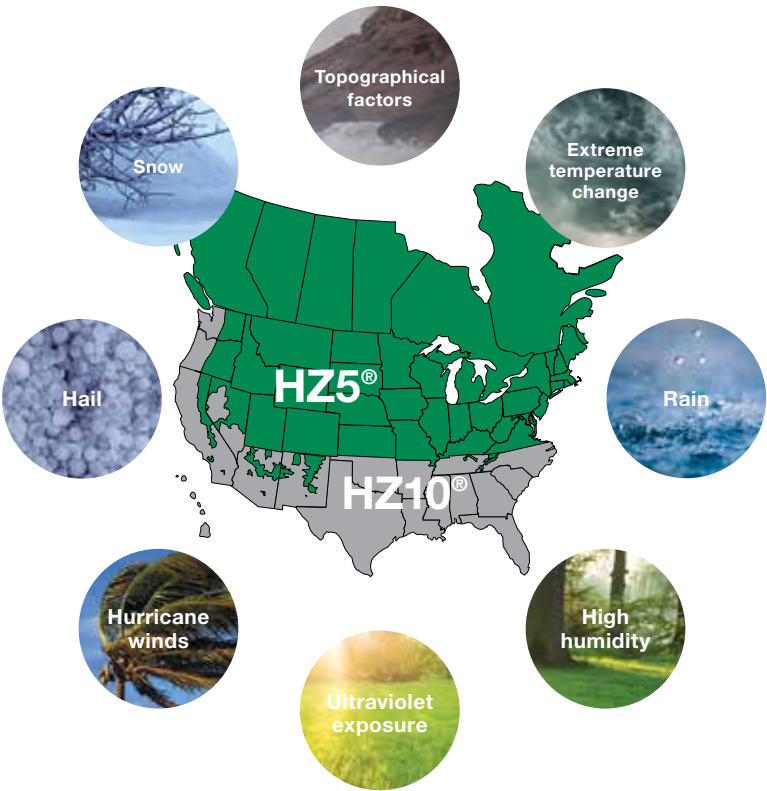 Topographical
factors
Snow
Extreme
temperature
change
HZ5®
Hail
Rain
HZ10®
Hurricane
winds
High
humidity
Ultraviolet
exposure